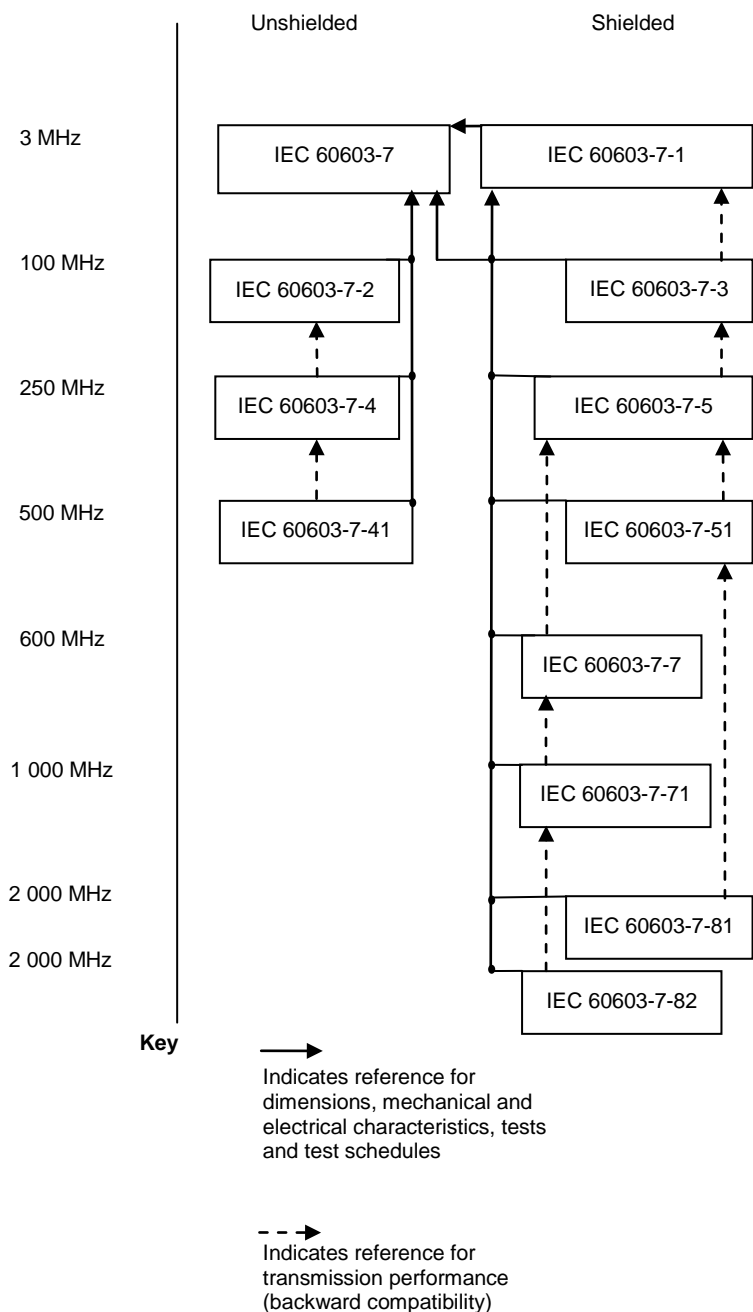 Unshielded
Shielded
3 MHz
IEC 60603-7
IEC 60603-7-1
100 MHz
IEC 60603-7-2
IEC 60603-7-3
250 MHz
IEC 60603-7-4
IEC 60603-7-5
500 MHz
IEC 60603-7-41
IEC 60603-7-51
600 MHz
IEC 60603-7-7
1 000 MHz
IEC 60603-7-71
2 000 MHz
IEC 60603-7-81
2 000 MHz
IEC 60603-7-82
Key
Indicates reference for
dimensions, mechanical and
electrical characteristics, tests
and test schedules
Indicates reference for
transmission performance
(backward compatibility)